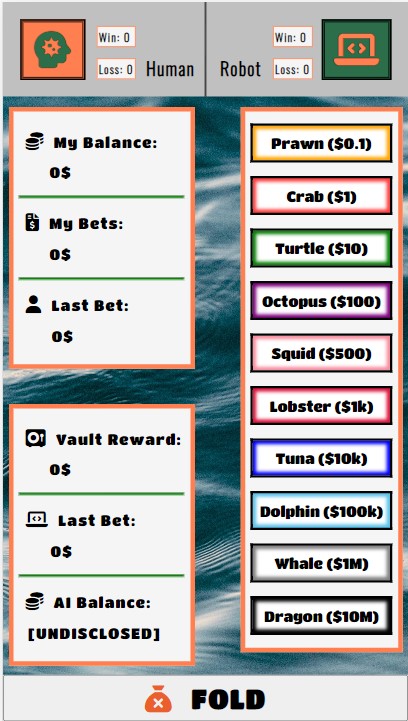 Win: 0
Loss: 0
Human
Robot
Win: 0
Loss: 0
My Balance:
0$
My Bets:
0$
Last Bet:
0$
Vault Reward:
0$
Last Bet:
0$
AI Balance:
[UNDISCLOSED]
Prawn ($0.1)
Crab ($1)
Turtle ($10)
Octopus ($100)
Squid ($500)
Lobster ($1k)
Tuna ($10k)
Dolphin ($100k)
Whale ($1M)
Dragon ($10M)
FOLD